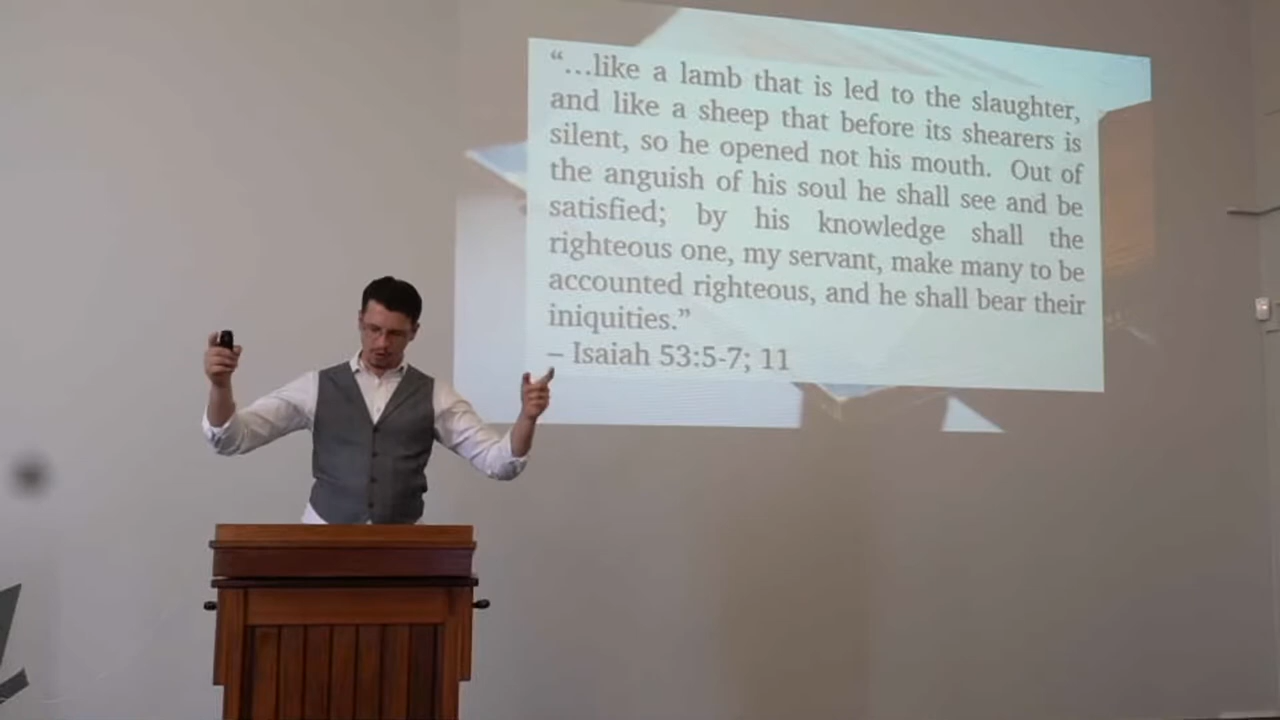 “…like a lamb that is led to the slaughter,
and like a sheep that before its shearers is
silent, so he opened not his mouth.  Out of
the anguish of his soul he shall see and be
satisfied; by his knowledge shall the
righteous one, my servant, make many to be
accounted righteous, and he shall bear their
iniquities.”
– Isaiah 53:5-7; 11